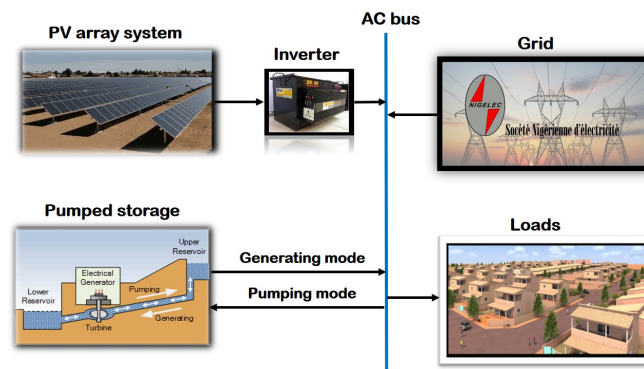 AC bus
PV array system
Inverter
Grid
NIGELEC
Socété Nigérienne d'électricité
Pumped storage
Loads
Upper
Reservoir
Electrical
Generator
Lower
Reservoir
Pumping
Generating
Turbine
Generating mode
Pumping mode